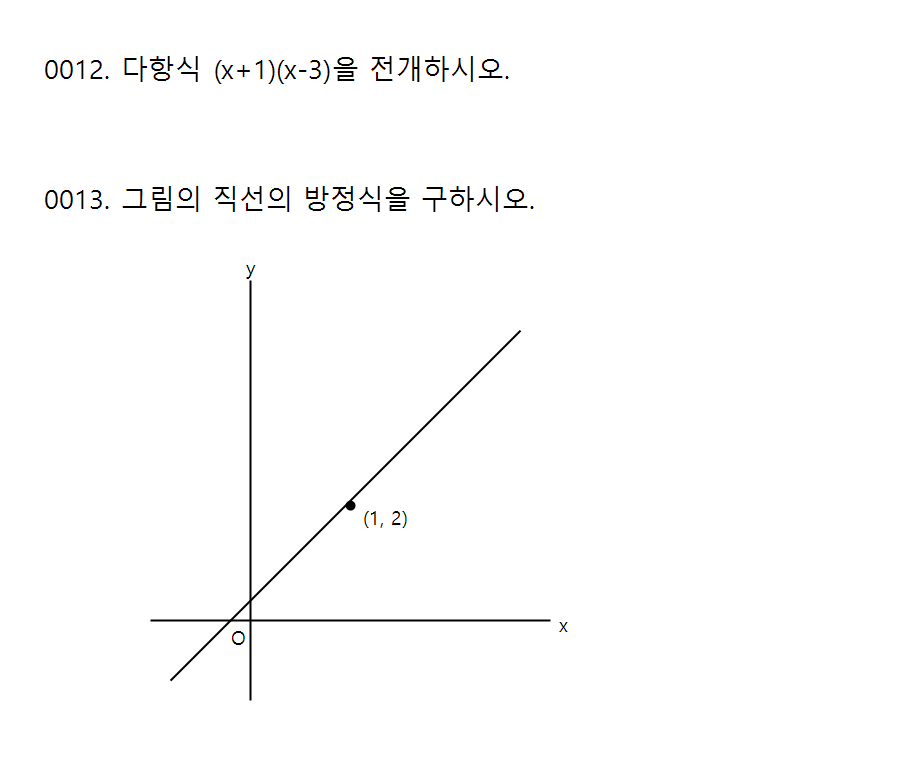 0012. 다항식 (x+1)(x-3)을 전개하시오.
0013. 그림의 직선의 방정식을 구하시오.
y
(1, 2)
x
O